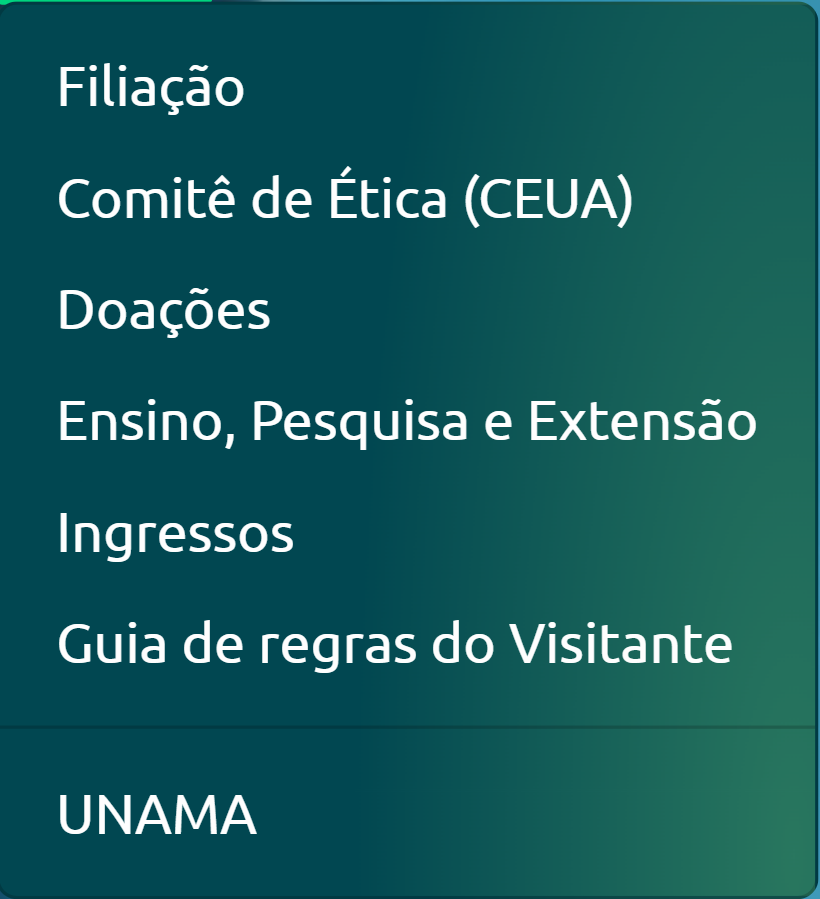 Filiação
Comitê de Ética (CEUA)
Doações
Ensino, Pesquisa e Extensão
Ingressos
Guia de regras do Visitante
UNAMA